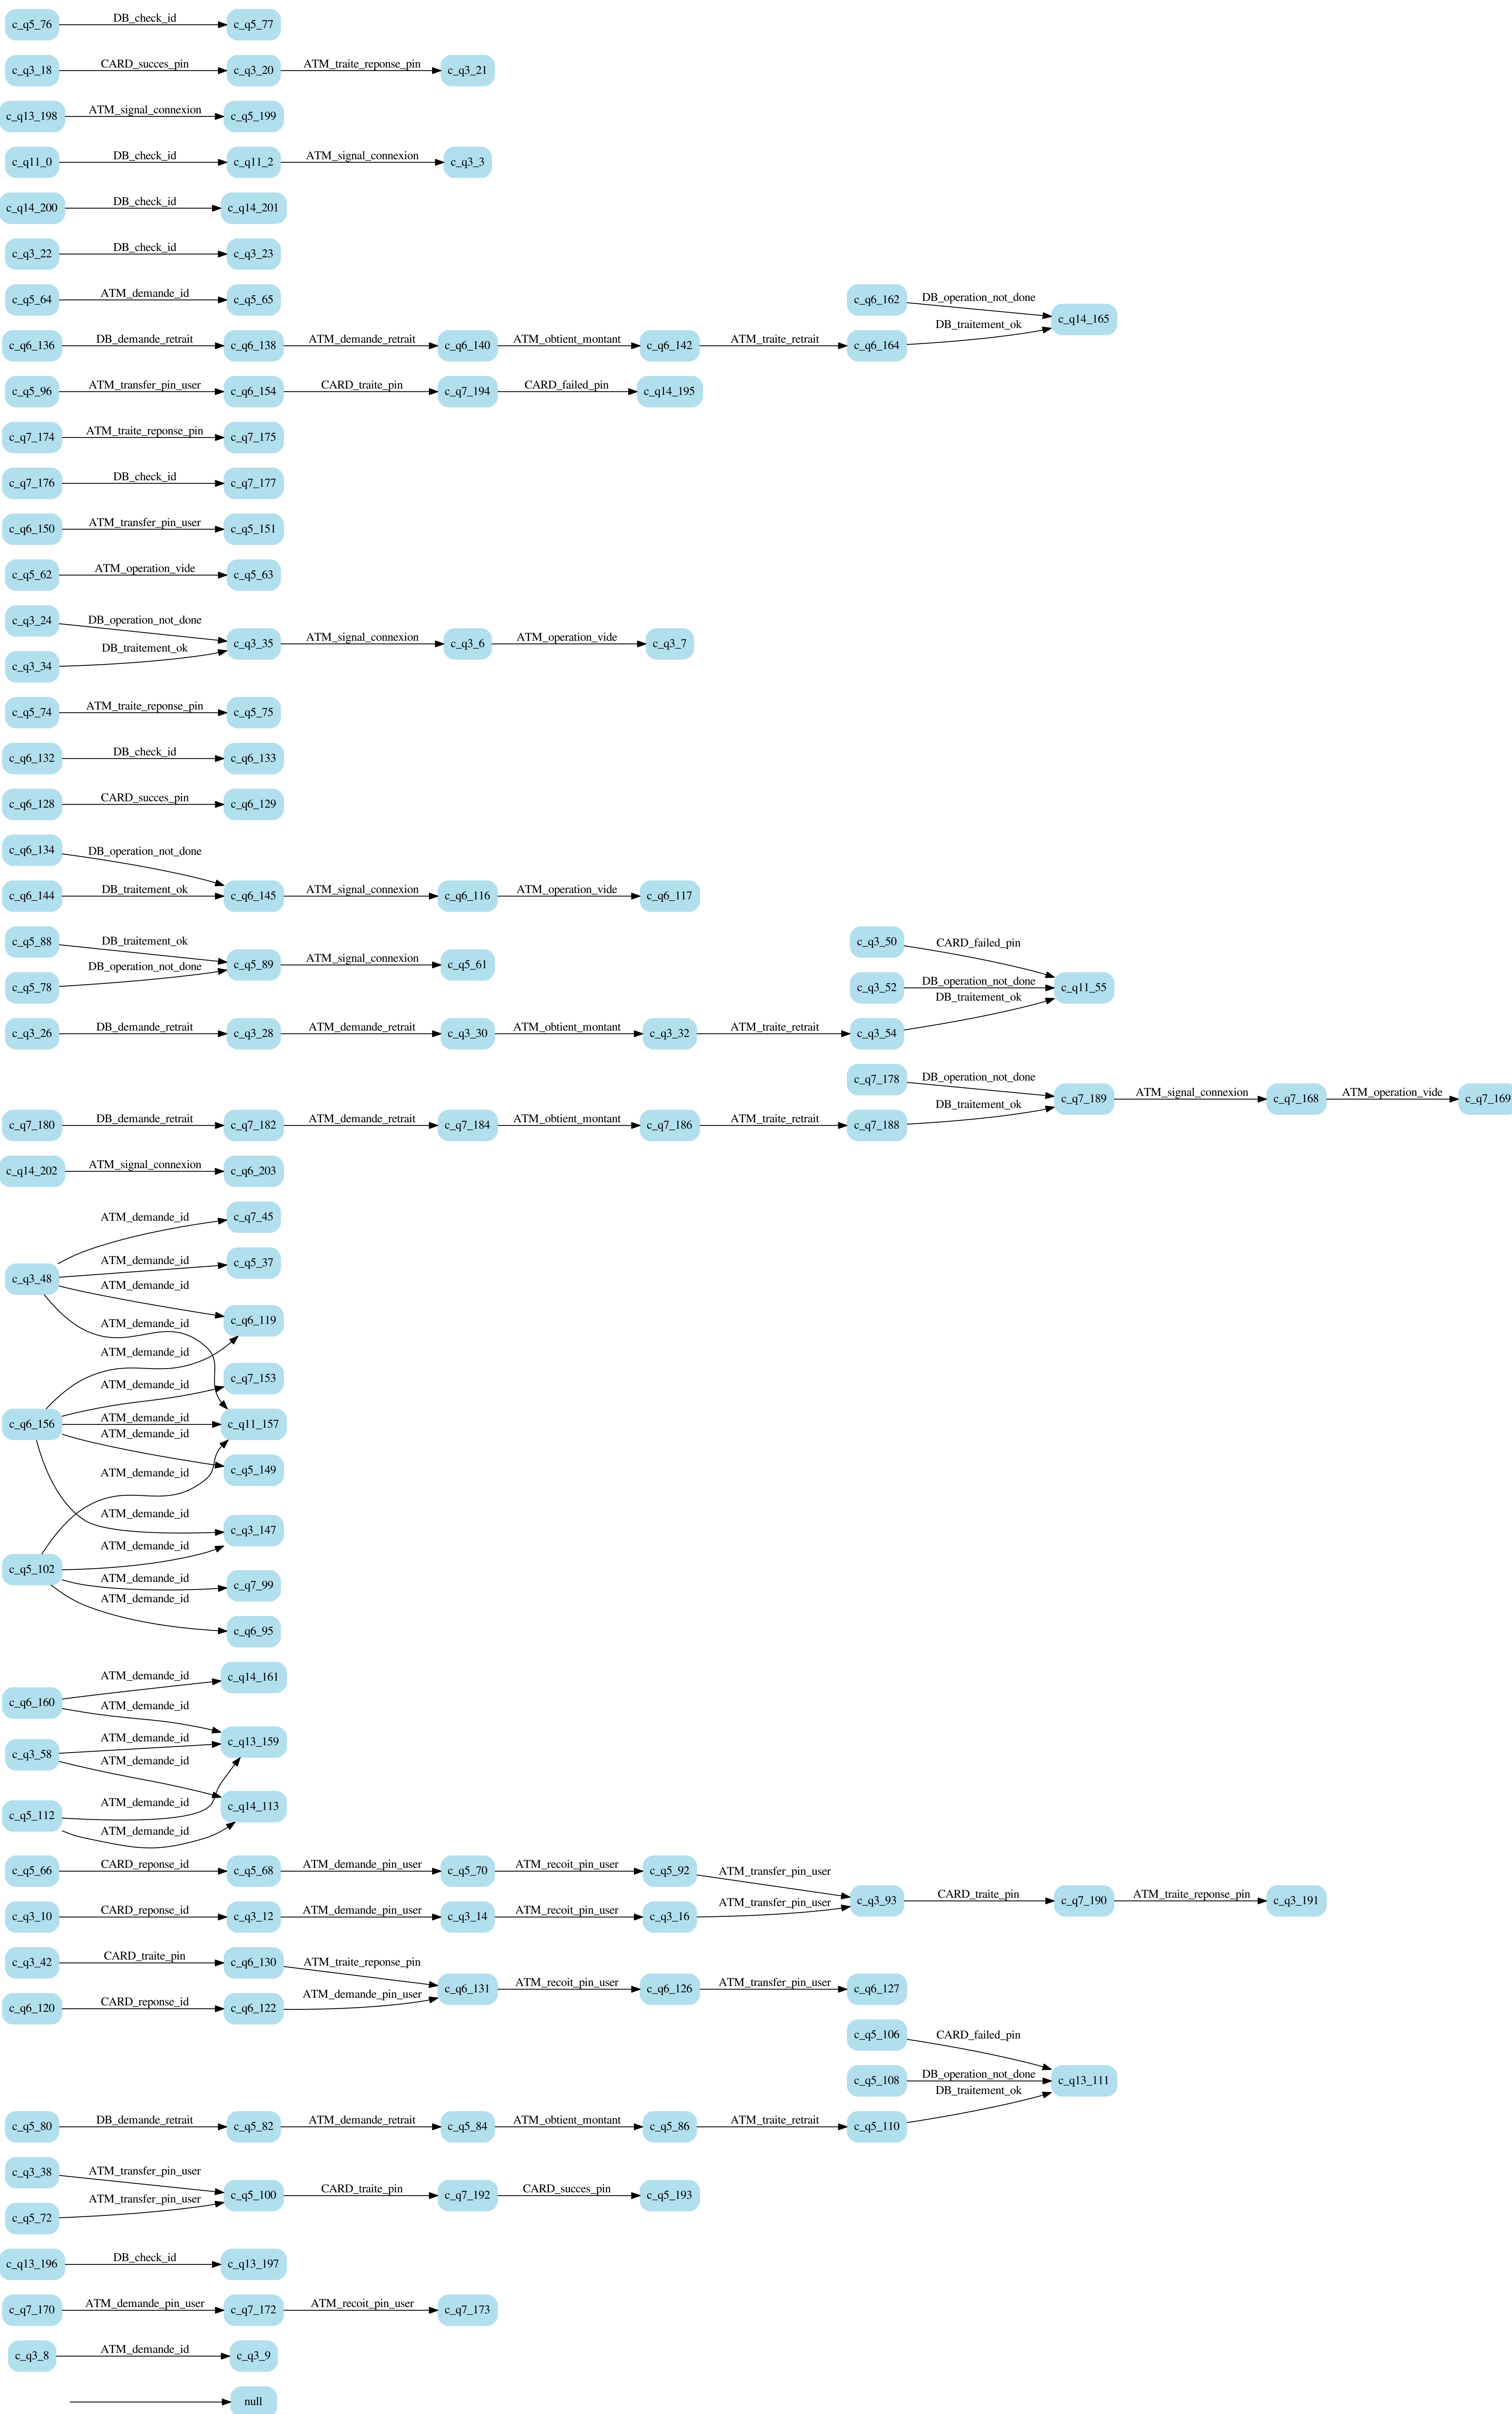 c_q5_76 DB_check_id c_q5_77
c_q3_18 CARD_succes_pin c_q3_20 ATM_traite_reponse_pin c_q3_21
c_q13_198 ATM_signal_connexion c_q5_199
c_q11_0 DB_check_id c_q11_2 ATM_signal_connexion c_q3_3
c_q14_200 DB_check_id c_q14_201
c_q3_22 DB_check_id c_q3_23
c_q5_64 ATM_demande_id c_q5_65 c_q6_162 DB_operation_not_done
c_q14_165
c_q6_136 DB_demande_retrait c_q6_138 ATM_demande_retrait c_q6_140 ATM_obtient_montant c_q6_142 ATM_traite_retrait c_q6_164 DB_traitement_ok
c_q5_96 ATM_transfer_pin_user c_q6_154 CARD_traite_pin c_q7_194 CARD_failed_pin c_q14_195
c_q7_174 ATM_traite_reponse_pin c_q7_175
c_q7_176 DB_check_id c_q7_177
c_q6_150 ATM_transfer_pin_user c_q5_151
c_q5_62 ATM_operation_vide c_q5_63
c_q3_24 DB_operation_not_done
c_q3_35 ATM_signal_connexion c_q3_6 ATM_operation_vide c_q3_7
c_q3_34 DB_traitement_ok
c_q5_74 ATM_traite_reponse_pin c_q5_75
c_q6_132 DB_check_id c_q6_133
c_q6_128 CARD_succes_pin c_q6_129
c_q6_134 DB_operation_not_done
c_q6_144 DB_traitement_ok c_q6_145 ATM_signal_connexion c_q6_116 ATM_operation_vide c_q6_117
c_q5_88 DB_traitement_ok c_q3_50 CARD_failed_pin
c_q5_89 ATM_signal_connexion c_q5_61
c_q5_78 DB_operation_not_done c_q3_52 DB_operation_not_done c_q11_55
c_q3_26 DB_demande_retrait c_q3_28 ATM_demande_retrait c_q3_30 ATM_obtient_montant c_q3_32 ATM_traite_retrait c_q3_54 DB_traitement_ok
c_q7_178 DB_operation_not_done
c_q7_189 ATM_signal_connexion c_q7_168 ATM_operation_vide c_q7_169
c_q7_180 DB_demande_retrait c_q7_182 ATM_demande_retrait c_q7_184 ATM_obtient_montant c_q7_186 ATM_traite_retrait c_q7_188 DB_traitement_ok
c_q14_202 ATM_signal_connexion c_q6_203
ATM_demande_id c_q7_45
ATM_demande_id c_q5_37
c_q3_48
ATM_demande_id
c_q6_119
ATM_demande_id
ATM_demande_id
ATM_demande_id c_q7_153
c_q6_156 ATM_demande_id c_q11_157
ATM_demande_id
c_q5_149
ATM_demande_id
ATM_demande_id
c_q3_147
ATM_demande_id
c_q5_102
ATM_demande_id c_q7_99
ATM_demande_id
c_q6_95
ATM_demande_id c_q14_161
c_q6_160
ATM_demande_id
ATM_demande_id c_q13_159
c_q3_58
ATM_demande_id
ATM_demande_id c_q14_113
c_q5_112
ATM_demande_id
c_q5_66 CARD_reponse_id c_q5_68 ATM_demande_pin_user c_q5_70 ATM_recoit_pin_user c_q5_92 ATM_transfer_pin_user
c_q3_93 CARD_traite_pin c_q7_190 ATM_traite_reponse_pin c_q3_191
c_q3_10 CARD_reponse_id c_q3_12 ATM_demande_pin_user c_q3_14 ATM_recoit_pin_user c_q3_16 ATM_transfer_pin_user
c_q3_42 CARD_traite_pin c_q6_130 ATM_traite_reponse_pin
c_q6_131 ATM_recoit_pin_user c_q6_126 ATM_transfer_pin_user c_q6_127
c_q6_120 CARD_reponse_id c_q6_122 ATM_demande_pin_user
c_q5_106 CARD_failed_pin
c_q5_108 DB_operation_not_done c_q13_111
c_q5_80 DB_demande_retrait c_q5_82 ATM_demande_retrait c_q5_84 ATM_obtient_montant c_q5_86 ATM_traite_retrait c_q5_110 DB_traitement_ok
c_q3_38 ATM_transfer_pin_user
c_q5_100 CARD_traite_pin c_q7_192 CARD_succes_pin c_q5_193
c_q5_72 ATM_transfer_pin_user
c_q13_196 DB_check_id c_q13_197
c_q7_170 ATM_demande_pin_user c_q7_172 ATM_recoit_pin_user c_q7_173
c_q3_8 ATM_demande_id c_q3_9
null